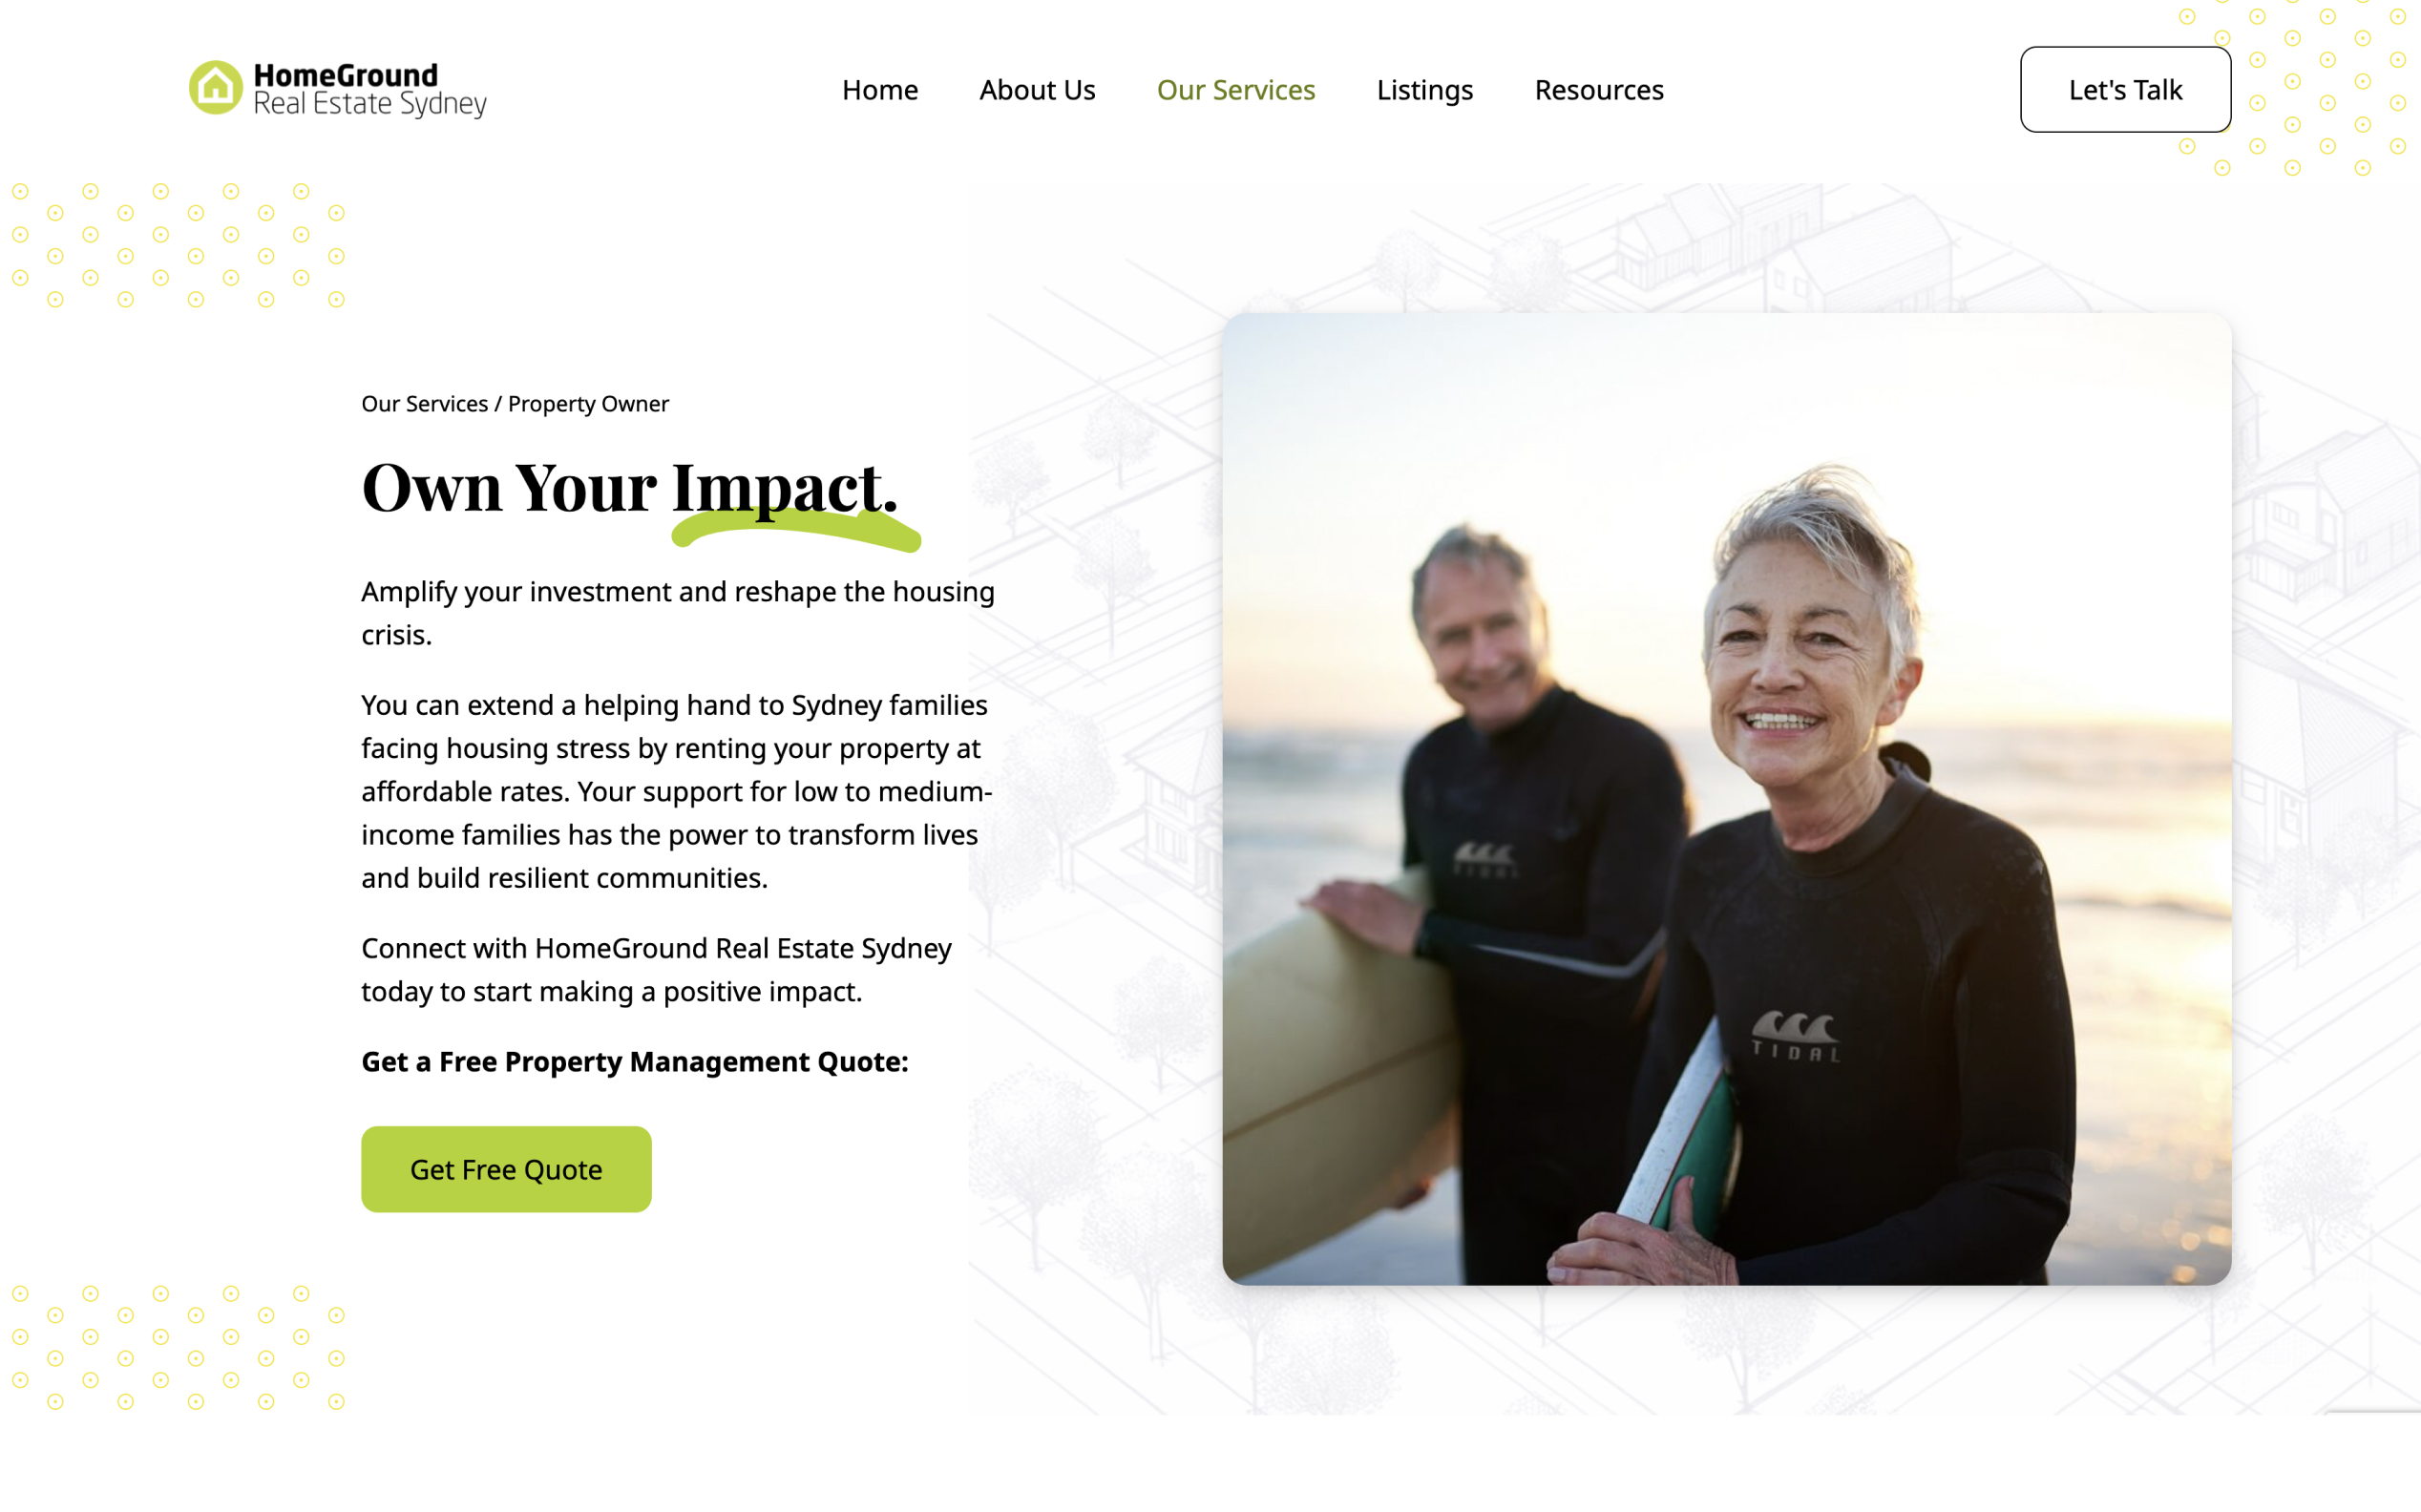 HomeGround
Real Estate Sydney
Home
About Us
Our Services
Listings
Resources
Let's Talk
Our Services / Property Owner
Own Your Impact.
Amplify your investment and reshape the housing
crisis.
You can extend a helping hand to Sydney families
facing housing stress by renting your property at
affordable rates. Your support for low to medium-
income families has the power to transform lives
and build resilient communities.
Connect with HomeGround Real Estate Sydney
today to start making a positive impact.
Get a Free Property Management Quote:
Get Free Quote
TIDAL
TIDAL